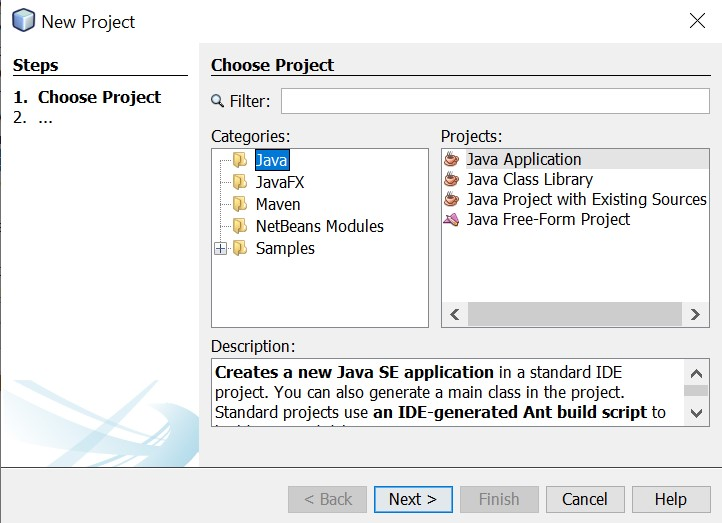 New Project
Steps
1. Choose Project
2. ...
Choose Project
Filter:
Categories:
Java
JavaFX
Maven
NetBeans Modules
Samples
Projects:
Java Application
Java Class Library
Java Project with Existing Sources
Java Free-Form Project
Description:
Creates a new Java SE application in a standard IDE
project. You can also generate a main class in the project.
Standard projects use an IDE-generated Ant build script to
< Back
Next >
Finish
Cancel
Help